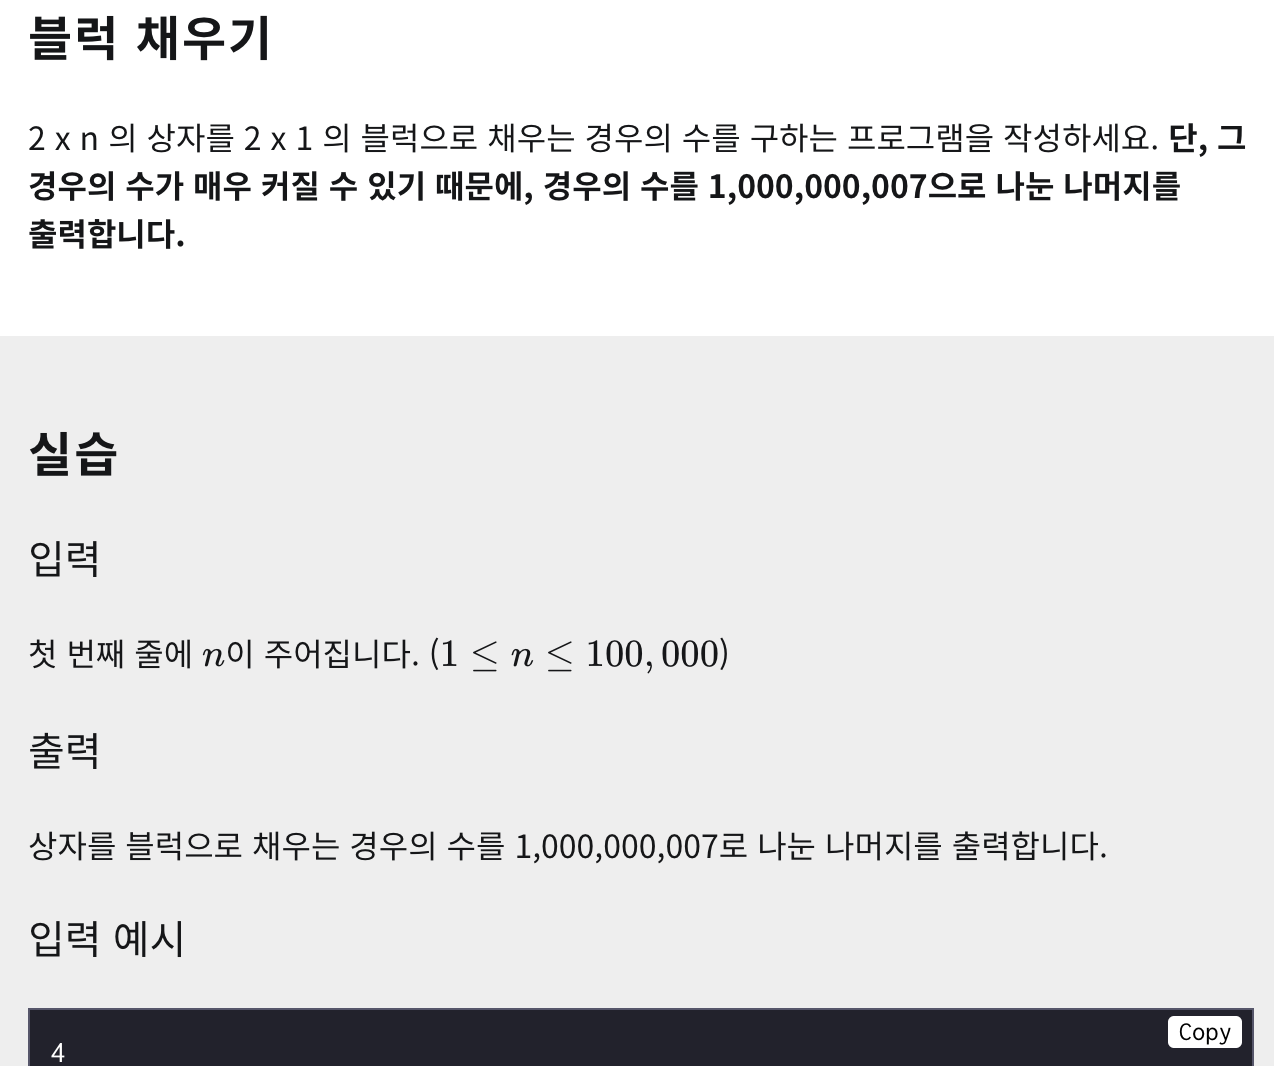 블럭 채우기
2 x n 의 상자를 2 x 1 의 블럭으로 채우는 경우의 수를 구하는 프로그램을 작성하세요. 단, 그
경우의 수가 매우 커질 수 있기 때문에, 경우의 수를 1,000,000,007으로 나눈 나머지를
출력합니다.
실습
입력
첫 번째 줄에 n이 주어집니다. (1 ≤ n ≤ 100,000)
출력
상자를 블럭으로 채우는 경우의 수를 1,000,000,007로 나눈 나머지를 출력합니다.
입력 예시
Copy
4